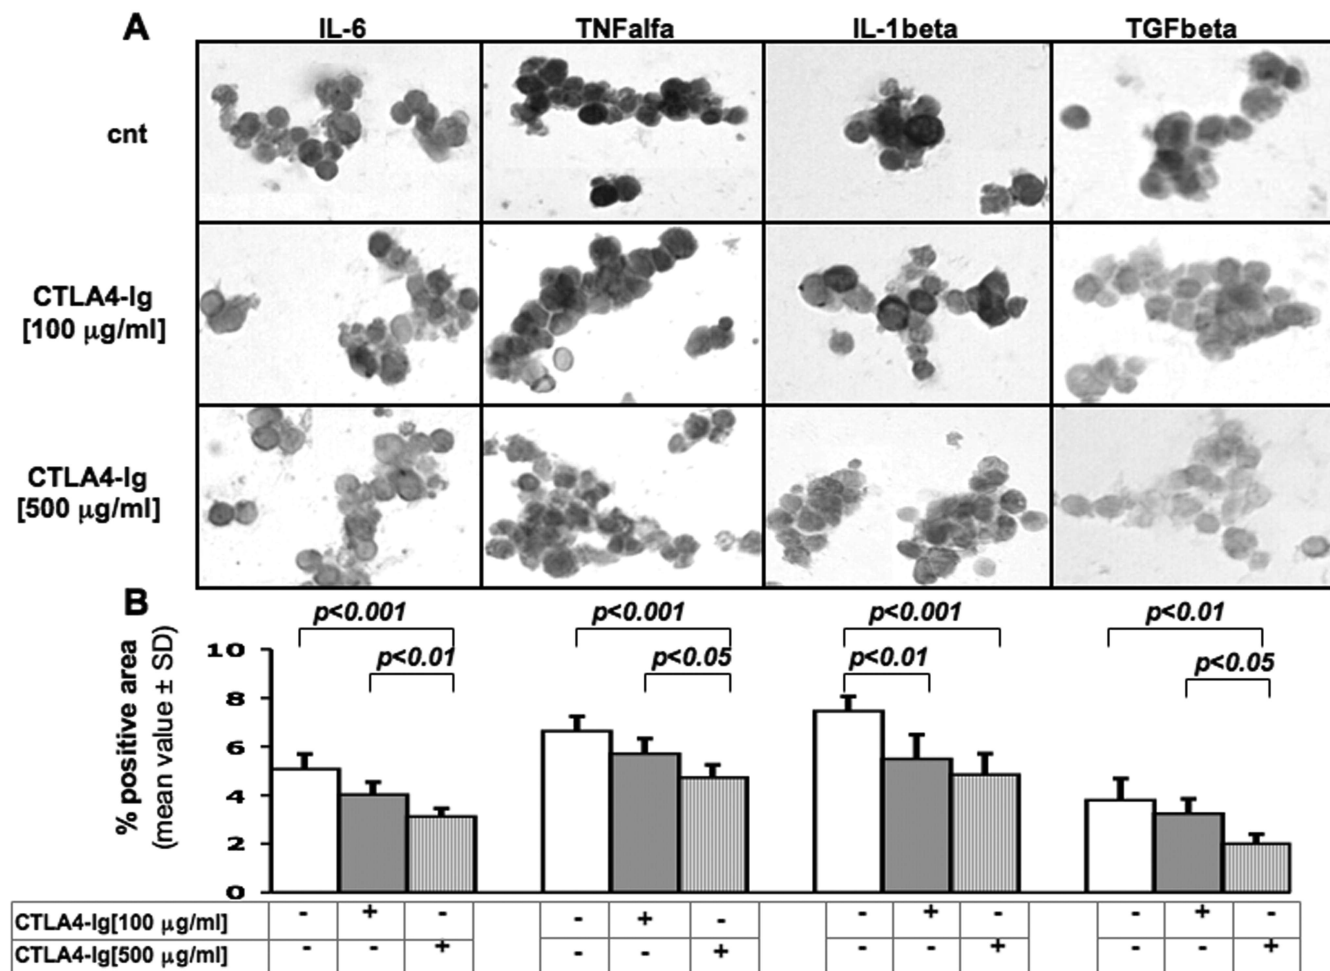 A
IL-6 TNFalfa IL-1beta TGFbeta
cnt
CTLA4-Ig
[100 µg/ml]
CTLA4-Ig
[500 µg/ml]
B
p<0.001 p<0.001 p<0.001 p<0.01
p<0.01 p<0.05 p<0.01 p<0.05
% positive area
(mean value ± SD)
10
8
6
4
2
0
CTLA4-Ig[100 µg/ml] - + - - + - - + - - + -
CTLA4-Ig[500 µg/ml] - - + - - + - - + - - +